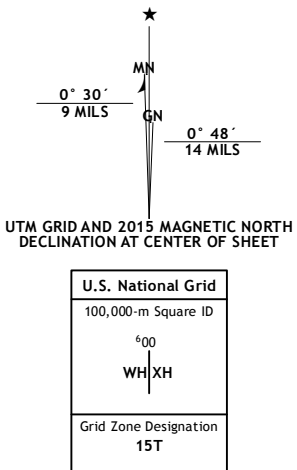 ★
MN
0° 30´
9 MILS
GN
0° 48´
14 MILS
UTM GRID AND 2015 MAGNETIC NORTH
DECLINATION AT CENTER OF SHEET
U.S. National Grid
100,000-m Square ID
⁶00
WH XH
Grid Zone Designation
15T